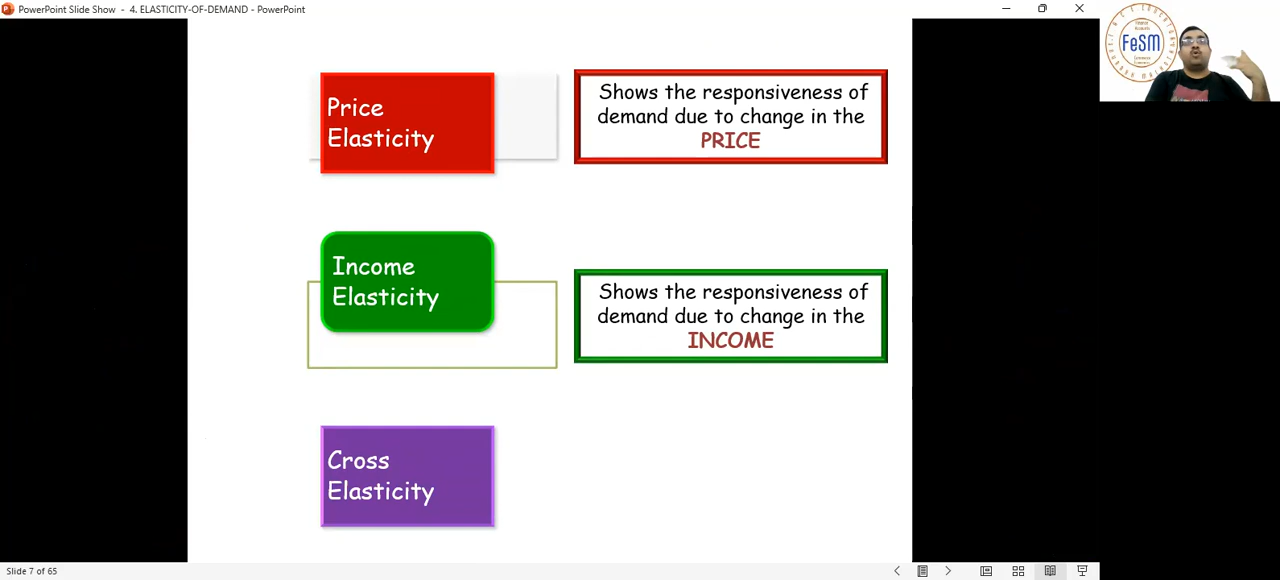 PowerPoint Slide Show - 4. ELASTICITY-OF-DEMAND - PowerPoint
FeSM
Price
Elasticity
Shows the responsiveness of
demand due to change in the
PRICE
Income
Elasticity
Shows the responsiveness of
demand due to change in the
INCOME
Cross
Elasticity
Slide 7 of 65